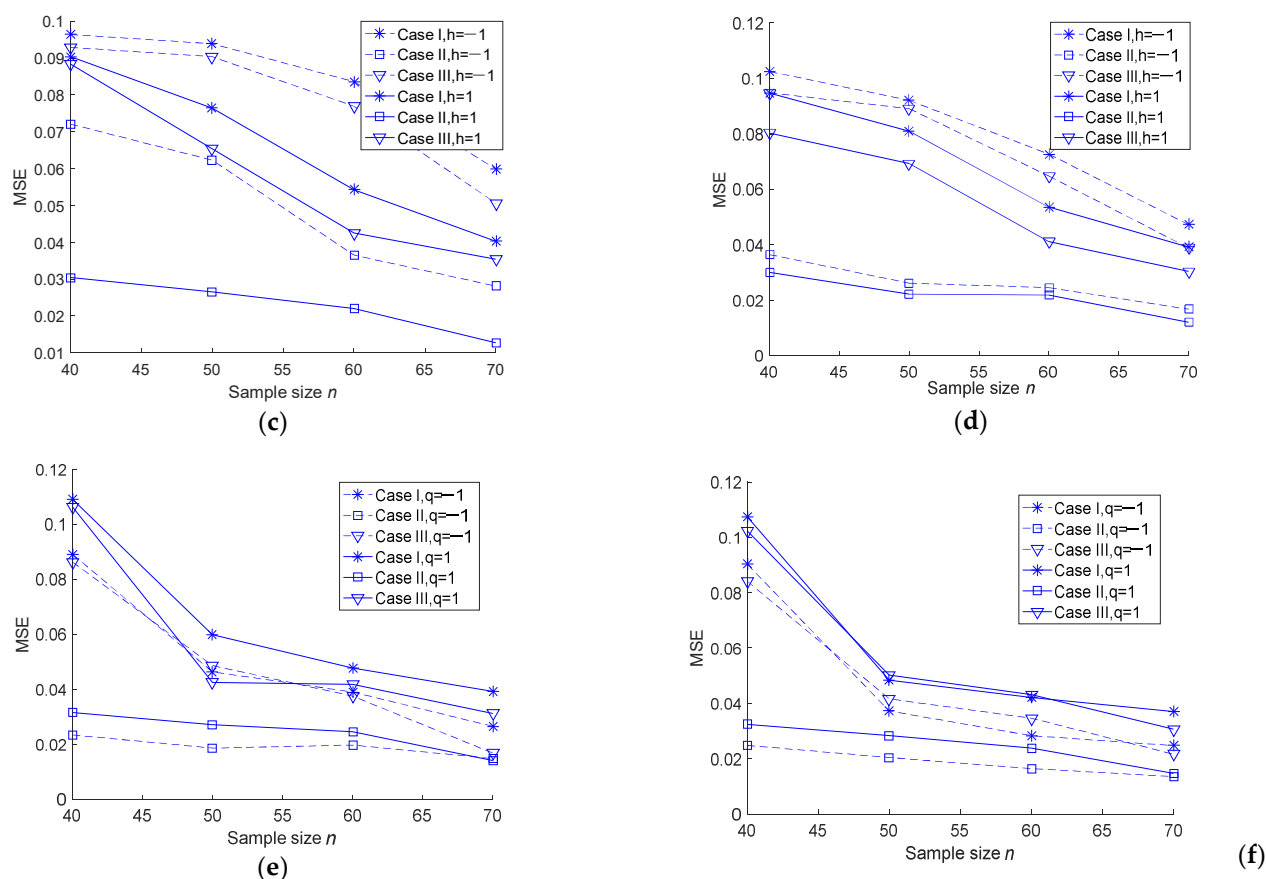 0.1
0.09
0.08
0.07
0.06
0.05
0.04
0.03
0.02
0.01
MSE
40 45 50 55 60 65 70
Sample size n
Case I,h=−1
Case II,h=−1
Case III,h=−1
Case I,h=1
Case II,h=1
Case III,h=1
(c)
0.12
0.1
0.08
0.06
0.04
0.02
0
MSE
40 45 50 55 60 65 70
Sample size n
Case I,h=−1
Case II,h=−1
Case III,h=−1
Case I,h=1
Case II,h=1
Case III,h=1
(d)
0.12
0.1
0.08
0.06
0.04
0.02
0
MSE
40 45 50 55 60 65 70
Sample size n
Case I,q=−1
Case II,q=−1
Case III,q=−1
Case I,q=1
Case II,q=1
Case III,q=1
(e)
0.12
0.1
0.08
0.06
0.04
0.02
0
MSE
40 45 50 55 60 65 70
Sample size n
Case I,q=−1
Case II,q=−1
Case III,q=−1
Case I,q=1
Case II,q=1
Case III,q=1
(f)